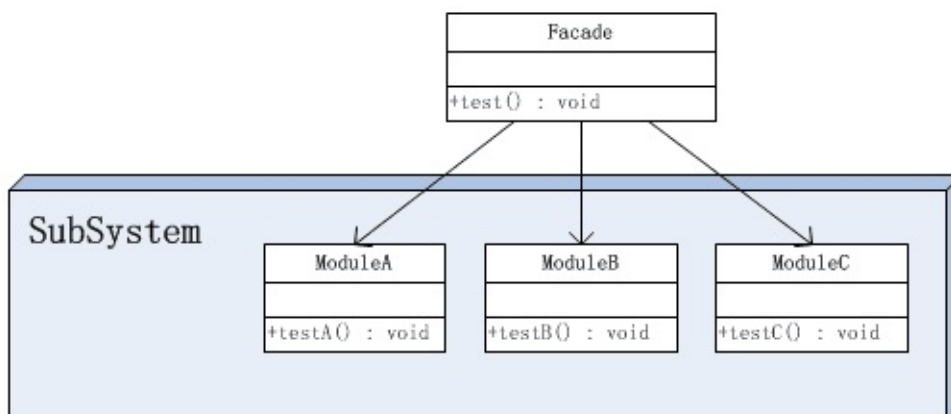 Facade
+test() : void
SubSystem
ModuleA
+testA() : void
ModuleB
+testB() : void
ModuleC
+testC() : void